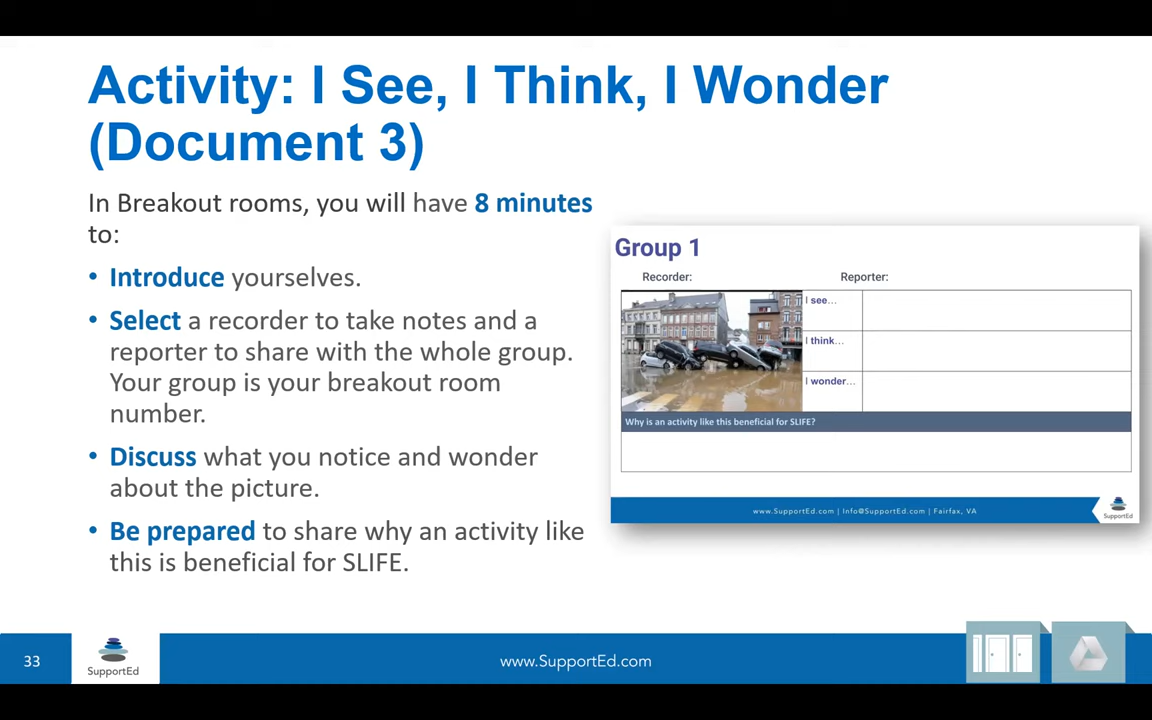 Activity: I See, I Think, I Wonder
(Document 3)
In Breakout rooms, you will have 8 minutes
to:
• Introduce yourselves.
• Select a recorder to take notes and a
reporter to share with the whole group.
Your group is your breakout room
number.
• Discuss what you notice and wonder
about the picture.
• Be prepared to share why an activity like
this is beneficial for SLIFE.
Group 1
Recorder: Reporter:
I see...
I think...
I wonder...
Why is an activity like this beneficial for SLIFE?
www.SupportEd.com | Info@SupportEd.com | Fairfax, VA
SupportEd
33
SupportEd
www.SupportEd.com